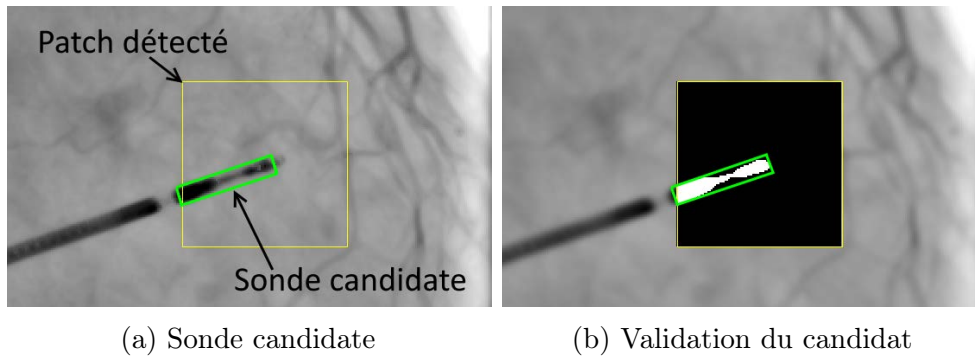 Patch détecté
Sonde candidate
(a) Sonde candidate
(b) Validation du candidat